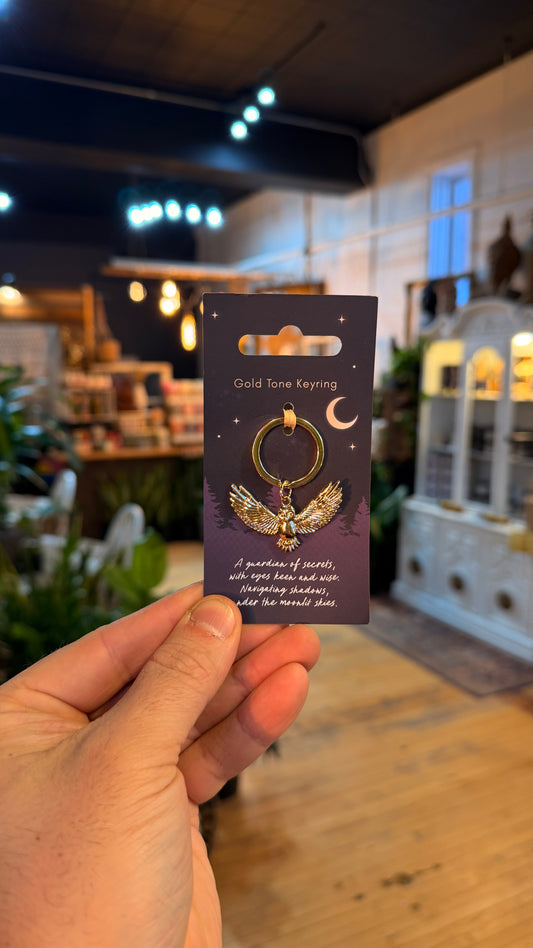 Gold Tone Keyring
A guardian of secrets,
with eyes keen and wise.
Navigating shadows,
under the moonlit skies.